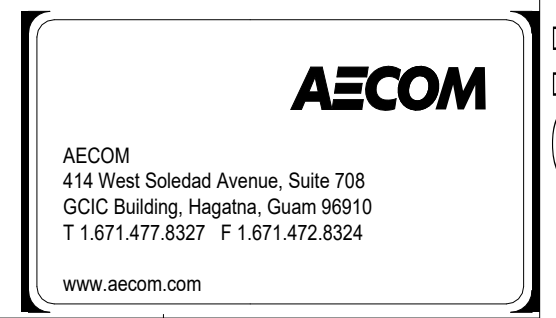 AECOM
AECOM
414 West Soledad Avenue, Suite 708
GCIC Building, Hagatna, Guam 96910
T 1.671.477.8327 F 1.671.472.8324
www.aecom.com